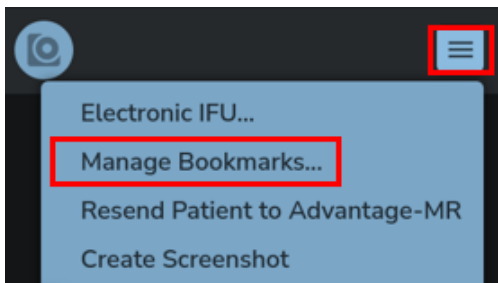 Electronic IFU...
Manage Bookmarks...
Resend Patient to Advantage-MR
Create Screenshot